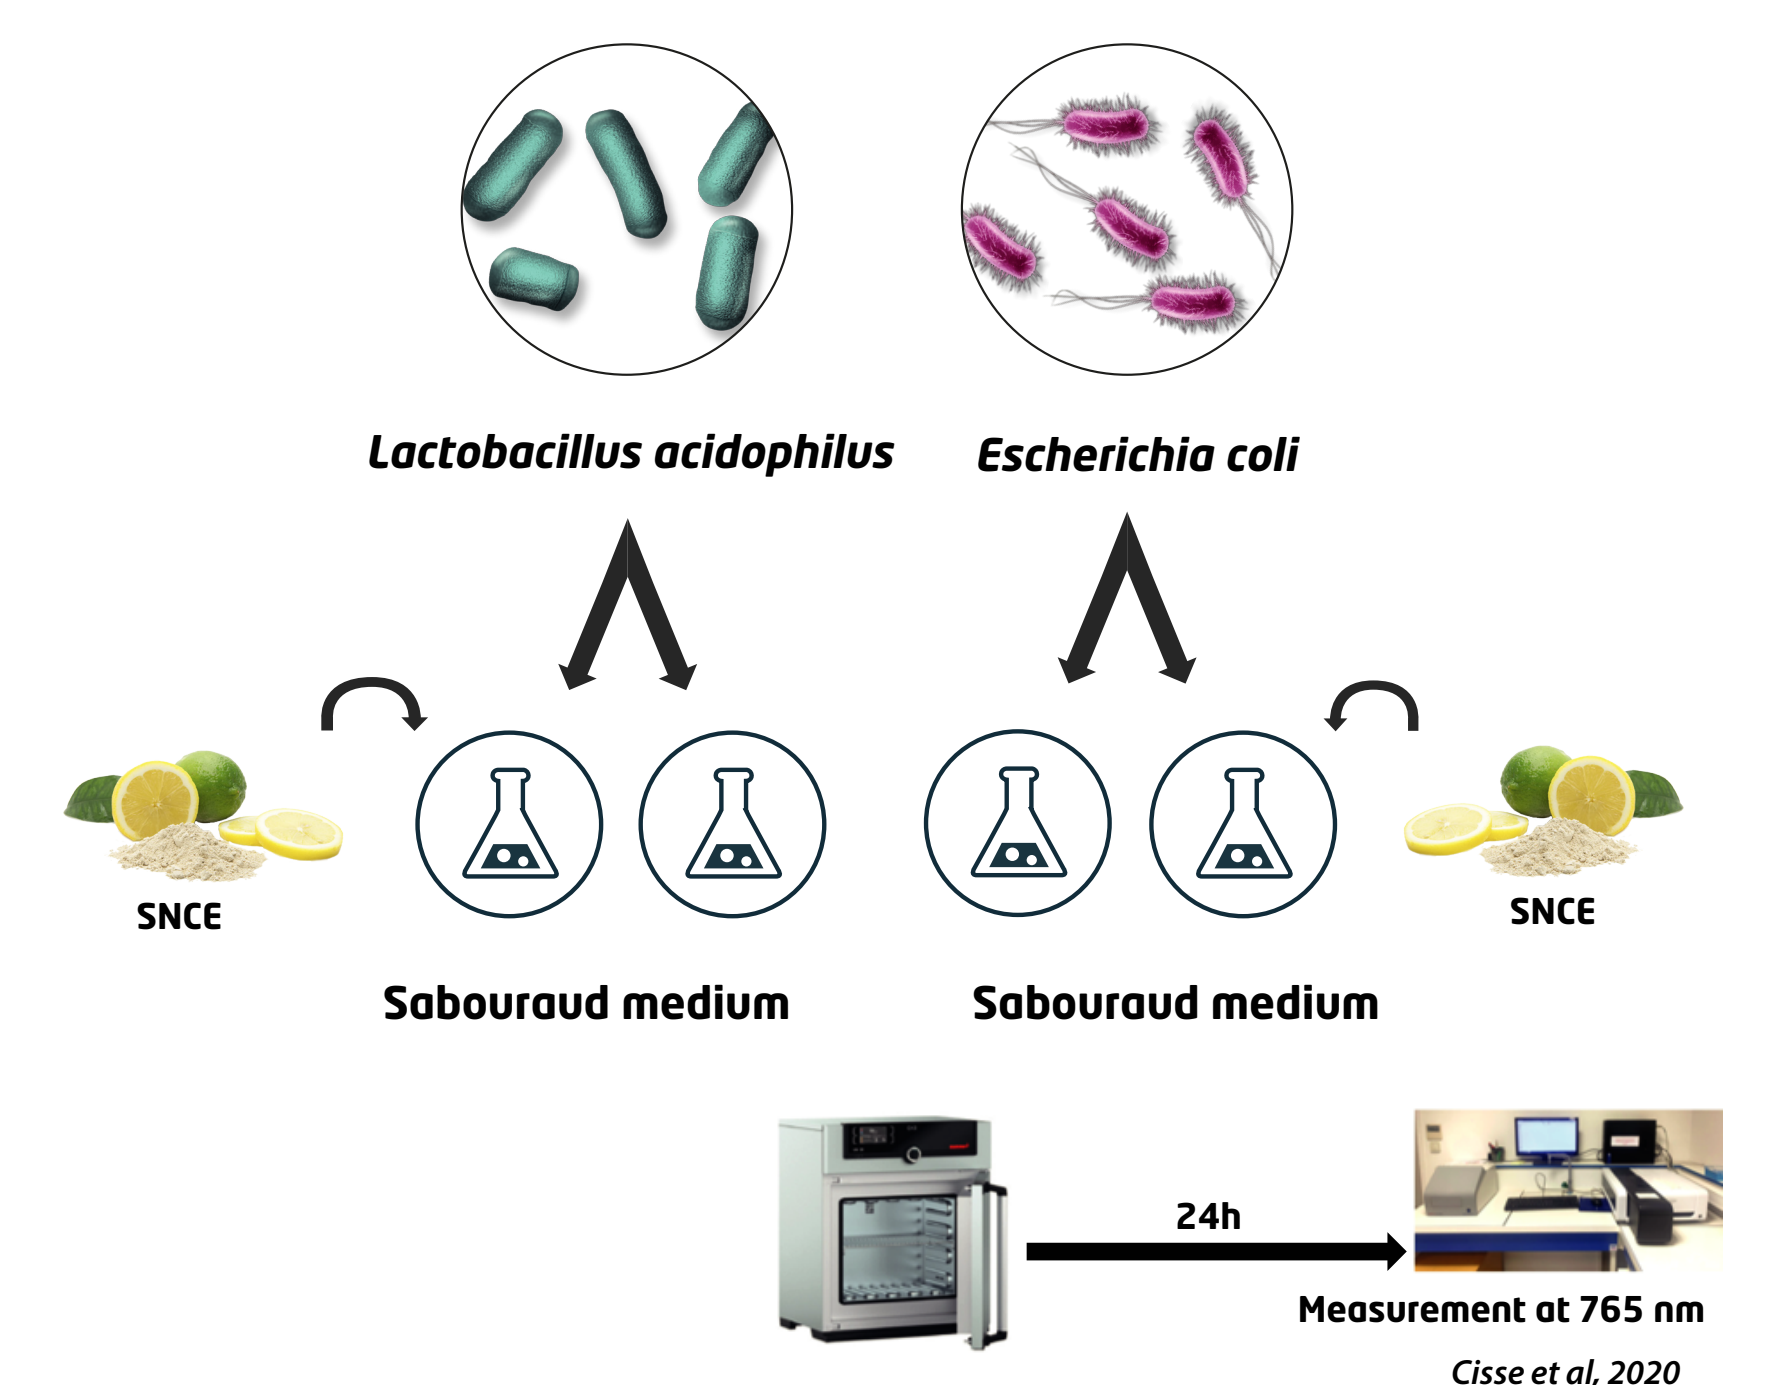 Lactobacillus acidophilus
Escherichia coli
SNCE
SNCE
Sabouraud medium
Sabouraud medium
24h
Measurement at 765 nm
Cisse et al, 2020